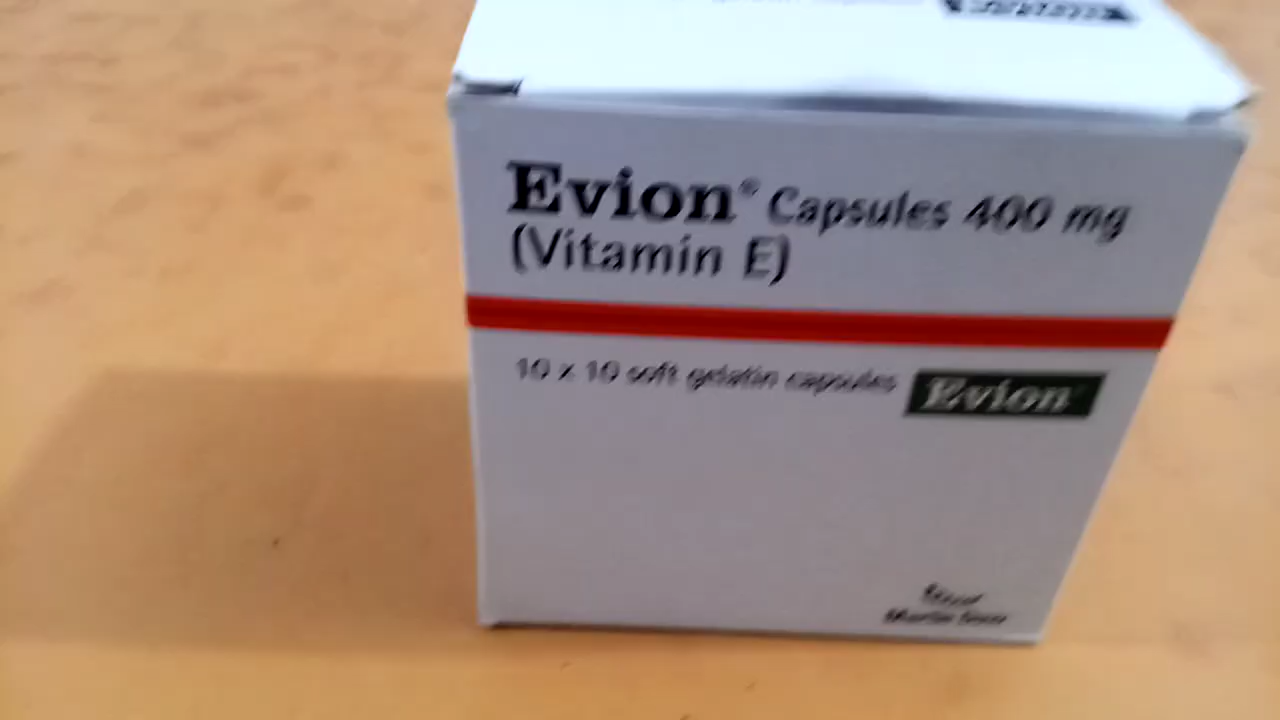 Evion® Capsules 400 mg
(Vitamin E)
10 x 10 soft gelatin capsules
Evion